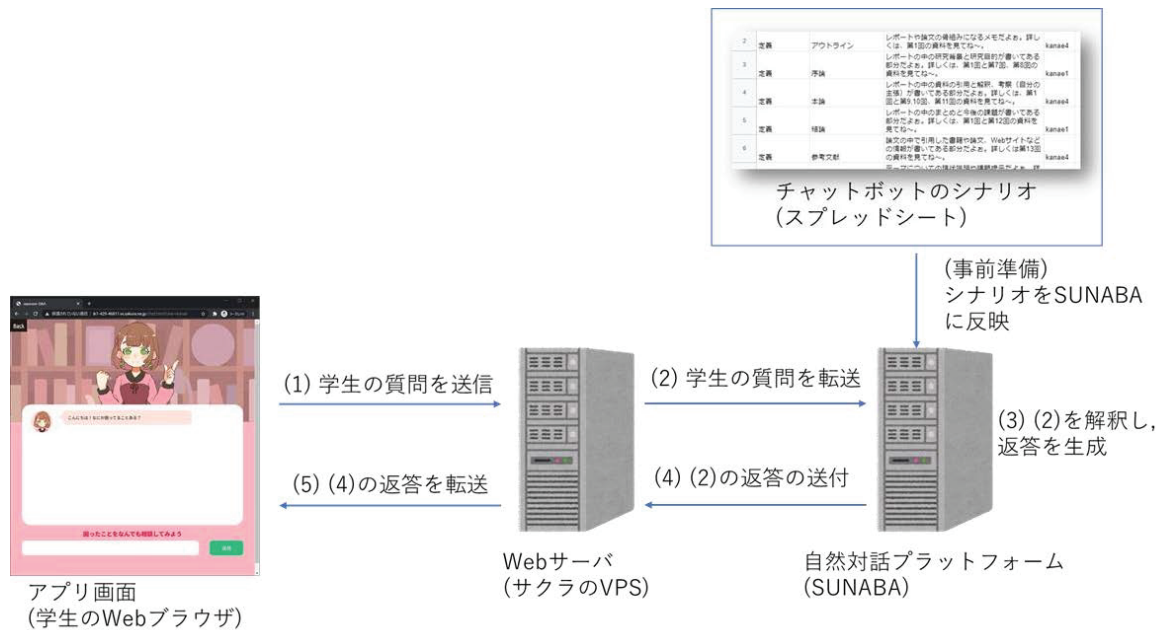 2 定義 アウトライン レポートや論文の骨組みになるメモだよぉ。詳し
くは、第1回の資料を見てね～。 kanae4
3 定義 序論 レポートの中の研究背景と研究目的が書いてある
部分だよぉ。詳しくは、第1回と第7回、第8回の
資料を見てね～。 kanae1
4 定義 本論 レポートの中の資料の引用と解釈、考察（自分の
主張）が書いてある部分だよぉ。詳しくは、第1
回と第9,10回、第11回の資料を見てね～。 kanae4
5 定義 結論 レポートの中のまとめと今後の課題が書いてある
部分だよぉ。詳しくは、第1回と第12回の資料を
見てね～。 kanae1
6 定義 参考文献 論文の中で引用した書籍や論文、Webサイトなど
の情報が書いてある部分だよぉ。詳しくは第13回
の資料を見てね～。 kanae4
チャットボットのシナリオ
(スプレッドシート)
(事前準備)
シナリオをSUNABA
に反映
Back
こんにちは！なにか困ってることある？
困ったことをなんでも相談してみよう
送信
アプリ画面
(学生のWebブラウザ)
(1) 学生の質問を送信
(5) (4)の返答を転送
Webサーバ
(サクラのVPS)
(2) 学生の質問を転送
(4) (2)の返答の送付
(3) (2)を解釈し,
返答を生成
自然対話プラットフォーム
(SUNABA)